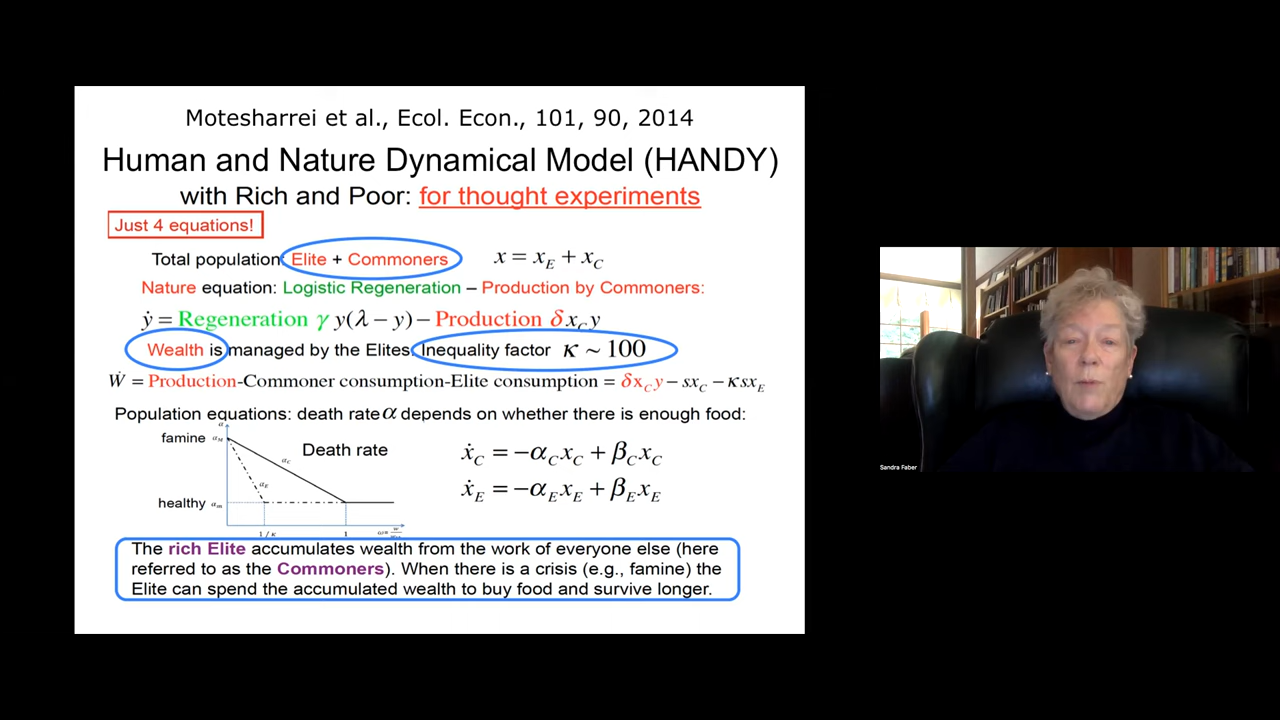 Motesharrei et al., Ecol. Econ., 101, 90, 2014
Human and Nature Dynamical Model (HANDY)
with Rich and Poor: for thought experiments
Just 4 equations!
Total population: Elite + Commoners x = x_E + x_C
Nature equation: Logistic Regeneration – Production by Commoners:
ẏ = Regeneration γ y(λ − y) − Production δ x_C y
Wealth is managed by the Elites. Inequality factor κ ~ 100
Ẇ = Production-Commoner consumption-Elite consumption = δx_C y − sx_C − κsx_E
Population equations: death rate α depends on whether there is enough food:
famine α_M
Death rate
α_C
α_E
healthy α_m
1 / κ 1
ẋ_C = −α_C x_C + β_C x_C
ẋ_E = −α_E x_E + β_E x_E
The rich Elite accumulates wealth from the work of everyone else (here
referred to as the Commoners). When there is a crisis (e.g., famine) the
Elite can spend the accumulated wealth to buy food and survive longer.
Sandra Faber